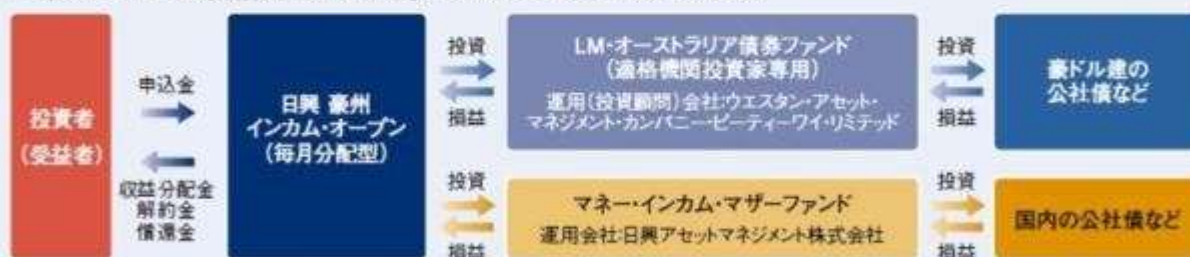 投資者
(受益者)
申込金
収益分配金
解約金
償還金
日興 豪州
インカム・オープン
(毎月分配型)
投資
損益
LM・オーストラリア債券ファンド
(適格機関投資家専用)
運用(投資顧問)会社:ウエスタン・アセット・
マネジメント・カンパニー・ピーティーワイ・リミテッド
投資
損益
豪ドル建の
公社債など
投資
損益
マネー・インカム・マザーファンド
運用会社:日興アセットマネジメント株式会社
投資
損益
国内の公社債など